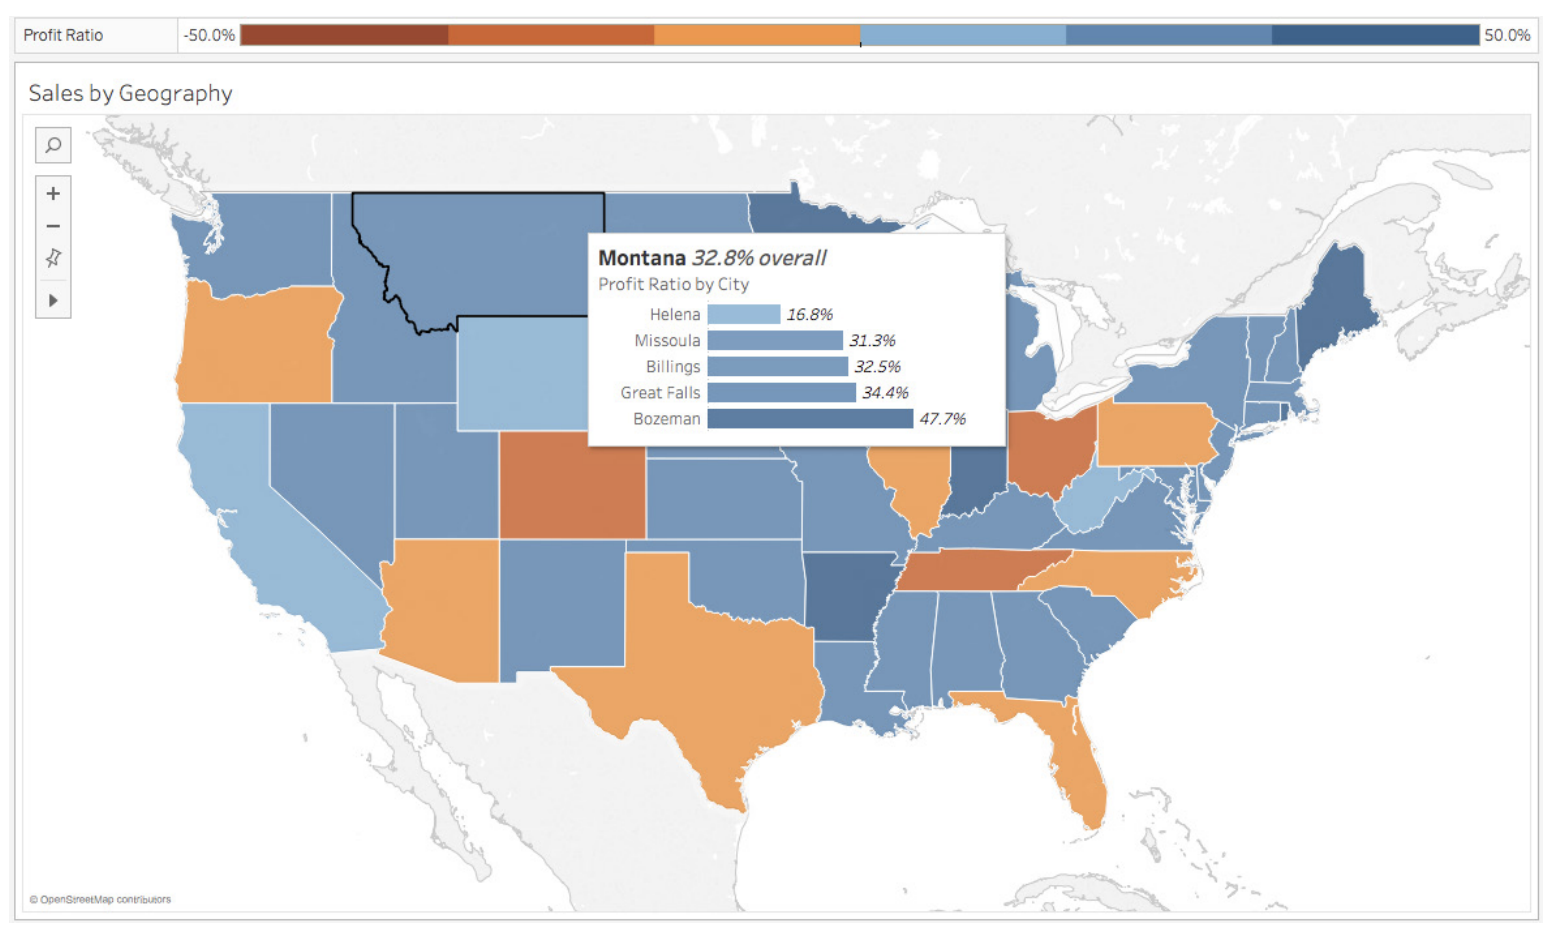 Profit Ratio -50.0% 50.0%
Sales by Geography
Montana 32.8% overall
Profit Ratio by City
Helena 16.8%
Missoula 31.3%
Billings 32.5%
Great Falls 34.4%
Bozeman 47.7%
© OpenStreetMap contributors